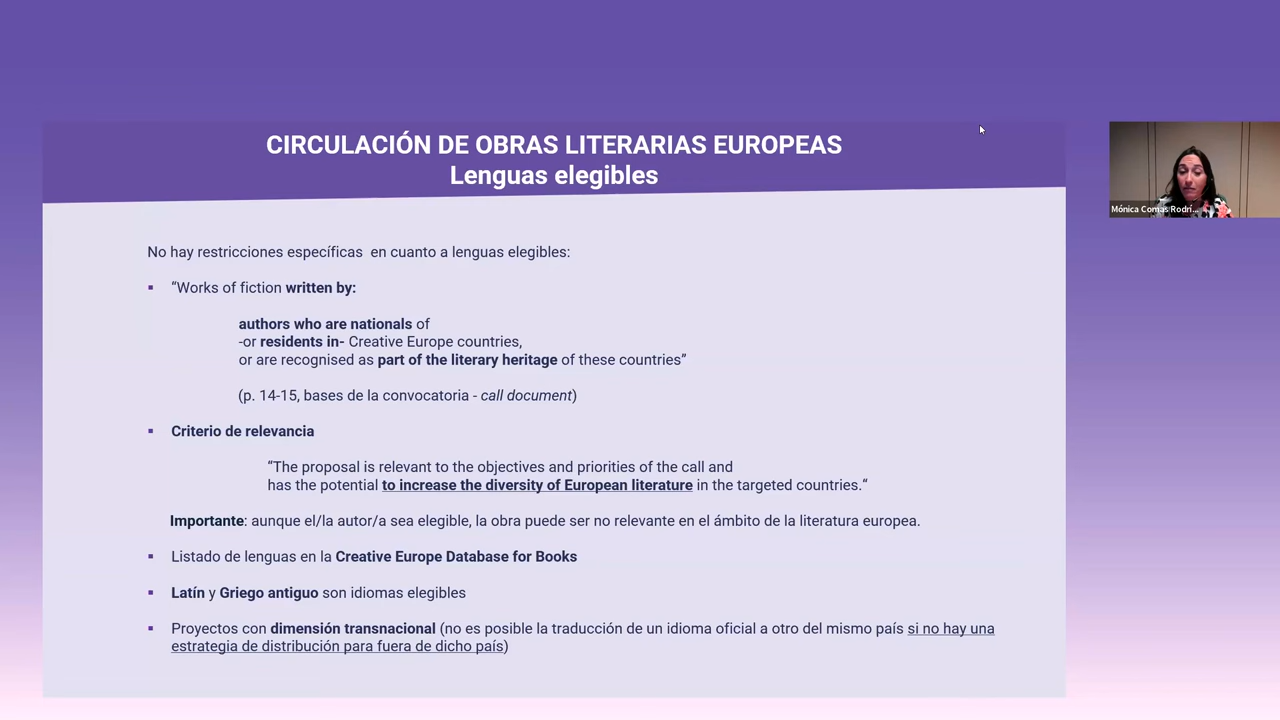 CIRCULACIÓN DE OBRAS LITERARIAS EUROPEAS
Lenguas elegibles
No hay restricciones específicas en cuanto a lenguas elegibles:
▪ “Works of fiction written by:
authors who are nationals of
-or residents in- Creative Europe countries,
or are recognised as part of the literary heritage of these countries”
(p. 14-15, bases de la convocatoria - call document)
▪ Criterio de relevancia
“The proposal is relevant to the objectives and priorities of the call and
has the potential to increase the diversity of European literature in the targeted countries.“
Importante: aunque el/la autor/a sea elegible, la obra puede ser no relevante en el ámbito de la literatura europea.
▪ Listado de lenguas en la Creative Europe Database for Books
▪ Latín y Griego antiguo son idiomas elegibles
▪ Proyectos con dimensión transnacional (no es posible la traducción de un idioma oficial a otro del mismo país si no hay una
estrategia de distribución para fuera de dicho país)
Mónica Comas Rodrí...